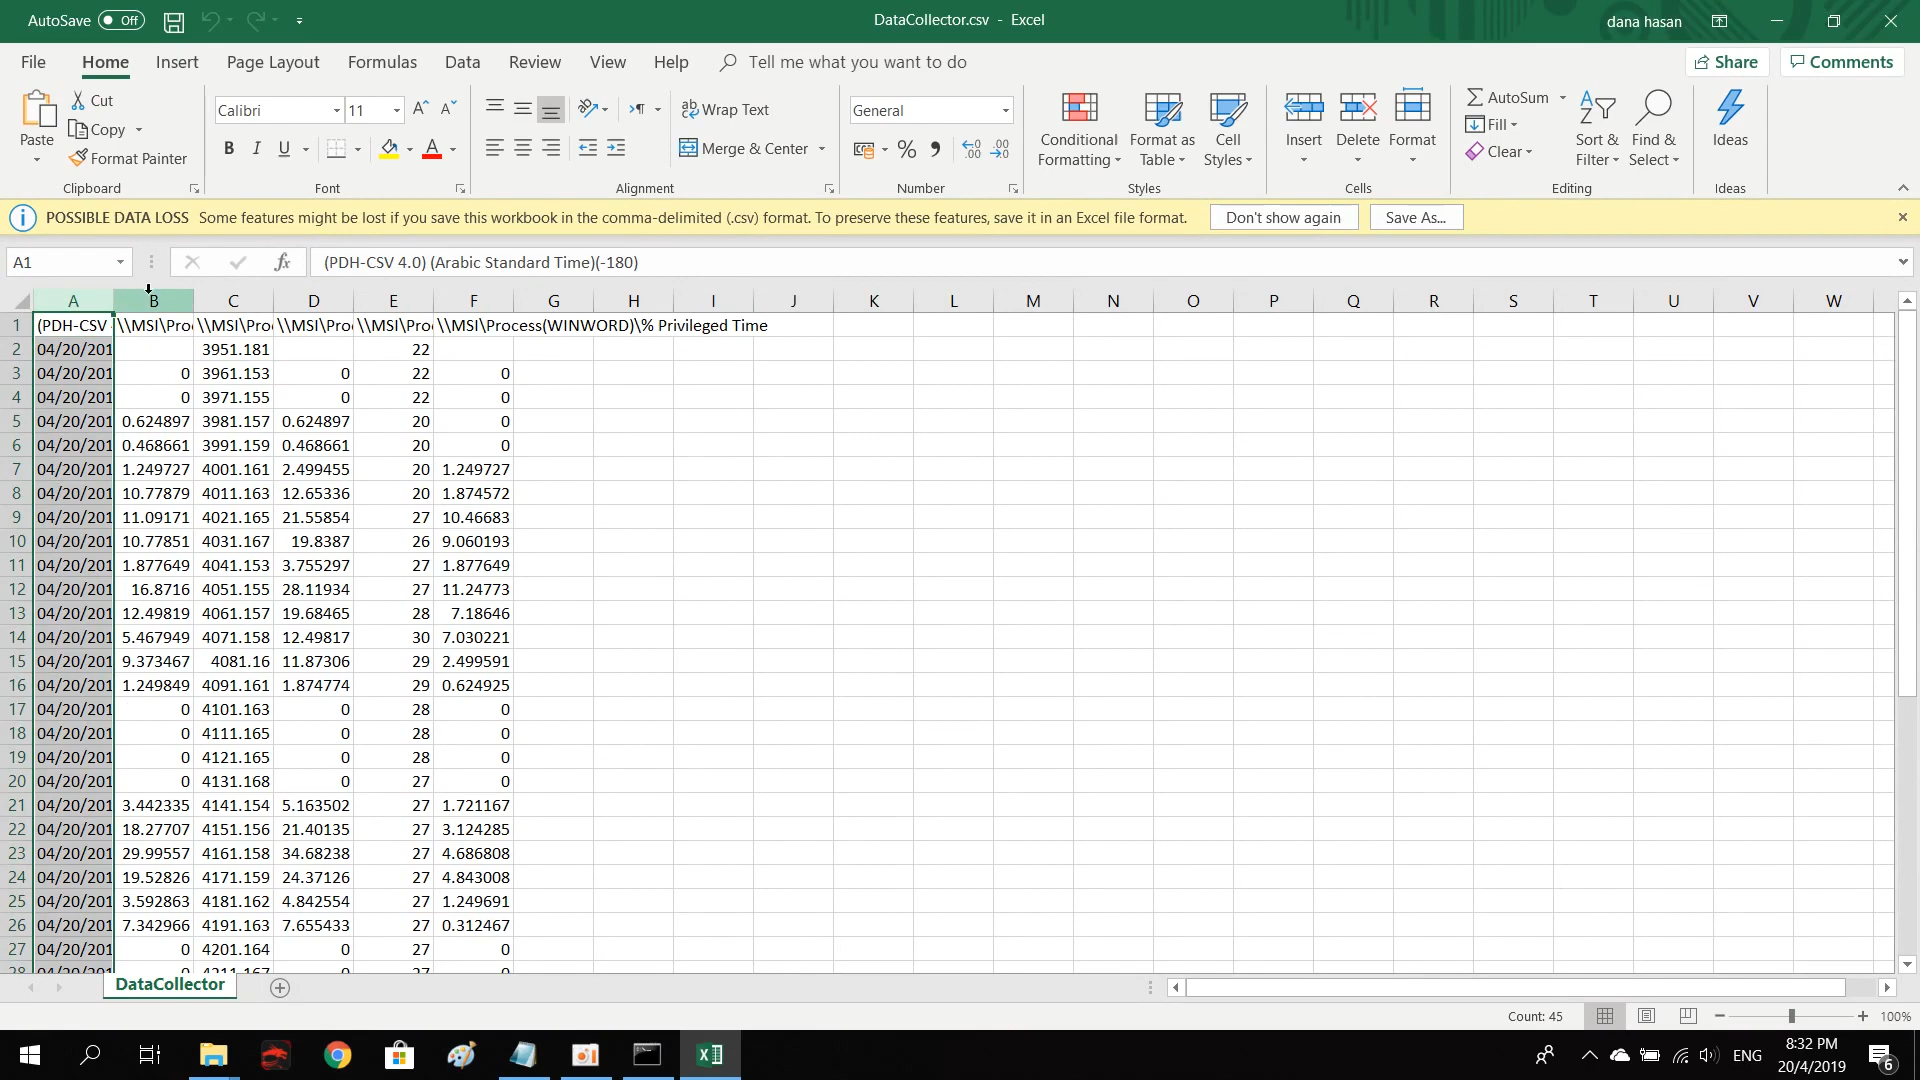 AutoSave Off DataCollector.csv - Excel dana hasan
File Home Insert Page Layout Formulas Data Review View Help Tell me what you want to do Share Comments
Paste Cut Copy Format Painter Clipboard
Calibri 11 A A B I U A Font
ab Wrap Text Merge & Center Alignment
General % , .00 .00 Number
Conditional Formatting Format as Table Cell Styles Styles
Insert Delete Format Cells
AutoSum Fill Clear Sort & Filter Find & Select Editing
Ideas Ideas
POSSIBLE DATA LOSS Some features might be lost if you save this workbook in the comma-delimited (.csv) format. To preserve these features, save it in an Excel file format. Don't show again Save As...
A1 fx (PDH-CSV 4.0) (Arabic Standard Time)(-180)
A B C D E F G H I J K L M N O P Q R S T U V W
1 (PDH-CSV \\MSI\Pro \\MSI\Pro \\MSI\Pro \\MSI\Pro \\MSI\Process(WINWORD)\% Privileged Time
2 04/20/201 3951.181 22
3 04/20/201 0 3961.153 0 22 0
4 04/20/201 0 3971.155 0 22 0
5 04/20/201 0.624897 3981.157 0.624897 20 0
6 04/20/201 0.468661 3991.159 0.468661 20 0
7 04/20/201 1.249727 4001.161 2.499455 20 1.249727
8 04/20/201 10.77879 4011.163 12.65336 20 1.874572
9 04/20/201 11.09171 4021.165 21.55854 27 10.46683
10 04/20/201 10.77851 4031.167 19.8387 26 9.060193
11 04/20/201 1.877649 4041.153 3.755297 27 1.877649
12 04/20/201 16.8716 4051.155 28.11934 27 11.24773
13 04/20/201 12.49819 4061.157 19.68465 28 7.18646
14 04/20/201 5.467949 4071.158 12.49817 30 7.030221
15 04/20/201 9.373467 4081.16 11.87306 29 2.499591
16 04/20/201 1.249849 4091.161 1.874774 29 0.624925
17 04/20/201 0 4101.163 0 28 0
18 04/20/201 0 4111.165 0 28 0
19 04/20/201 0 4121.165 0 28 0
20 04/20/201 0 4131.168 0 27 0
21 04/20/201 3.442335 4141.154 5.163502 27 1.721167
22 04/20/201 18.27707 4151.156 21.40135 27 3.124285
23 04/20/201 29.99557 4161.158 34.68238 27 4.686808
24 04/20/201 19.52826 4171.159 24.37126 27 4.843008
25 04/20/201 3.592863 4181.162 4.842554 27 1.249691
26 04/20/201 7.342966 4191.163 7.655433 27 0.312467
27 04/20/201 0 4201.164 0 27 0
28 04/20/201 0 4211.167 0 27 0
DataCollector
Count: 45 100%
ENG 8:32 PM
20/4/2019 6